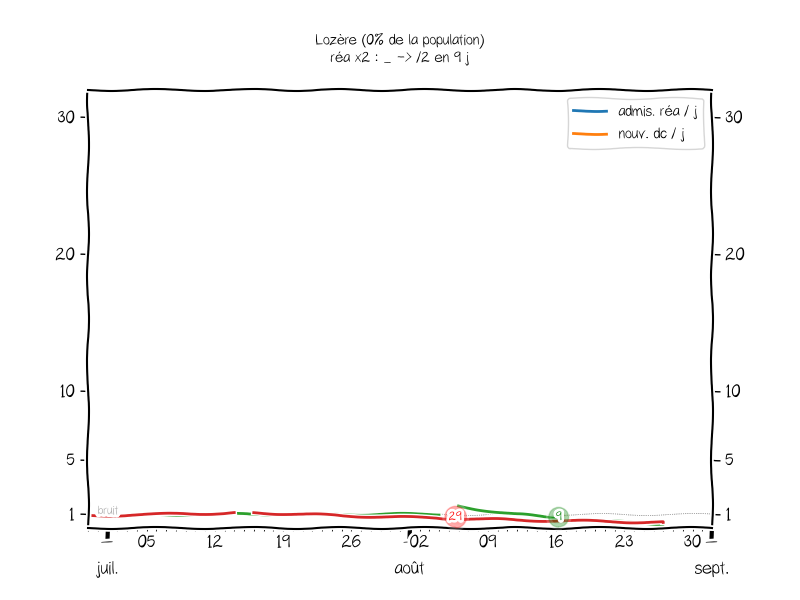 Lozère (0% de la population)
réa x2 : _ -> /2 en 9 j
admis. réa / j
nouv. dc / j
30
30
20
20
10
10
5
5
1
1
bruit
29
9
05
12
19
26
02
09
16
23
30
juil.
août
sept.